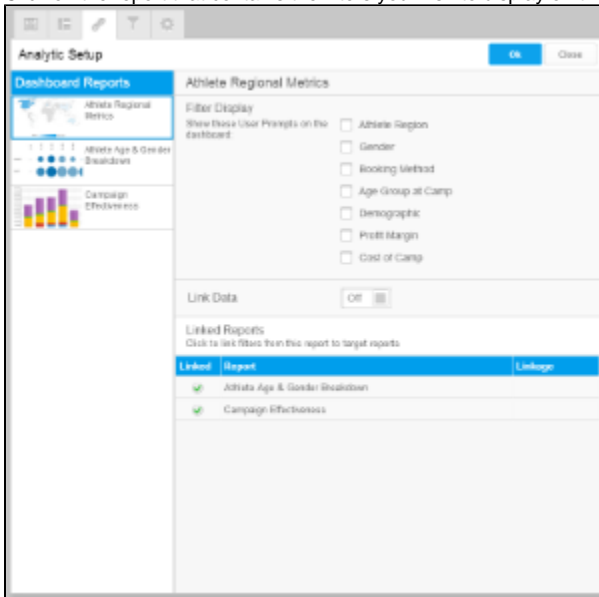 Analytic Setup
Ok
Close
Dashboard Reports
Athlete Regional
Metrics
Athlete Age & Gender
Breakdown
Campaign
Effectiveness
Athlete Regional Metrics
Filter Display
Show these User Prompts on the
dashboard
Athlete Region
Gender
Booking Method
Age Group at Camp
Demographic
Profit Margin
Cost of Camp
Link Data
Off
Linked Reports
Click to link filters from this report to target reports
Linked Report Linkage
Athlete Age & Gender Breakdown
Campaign Effectiveness